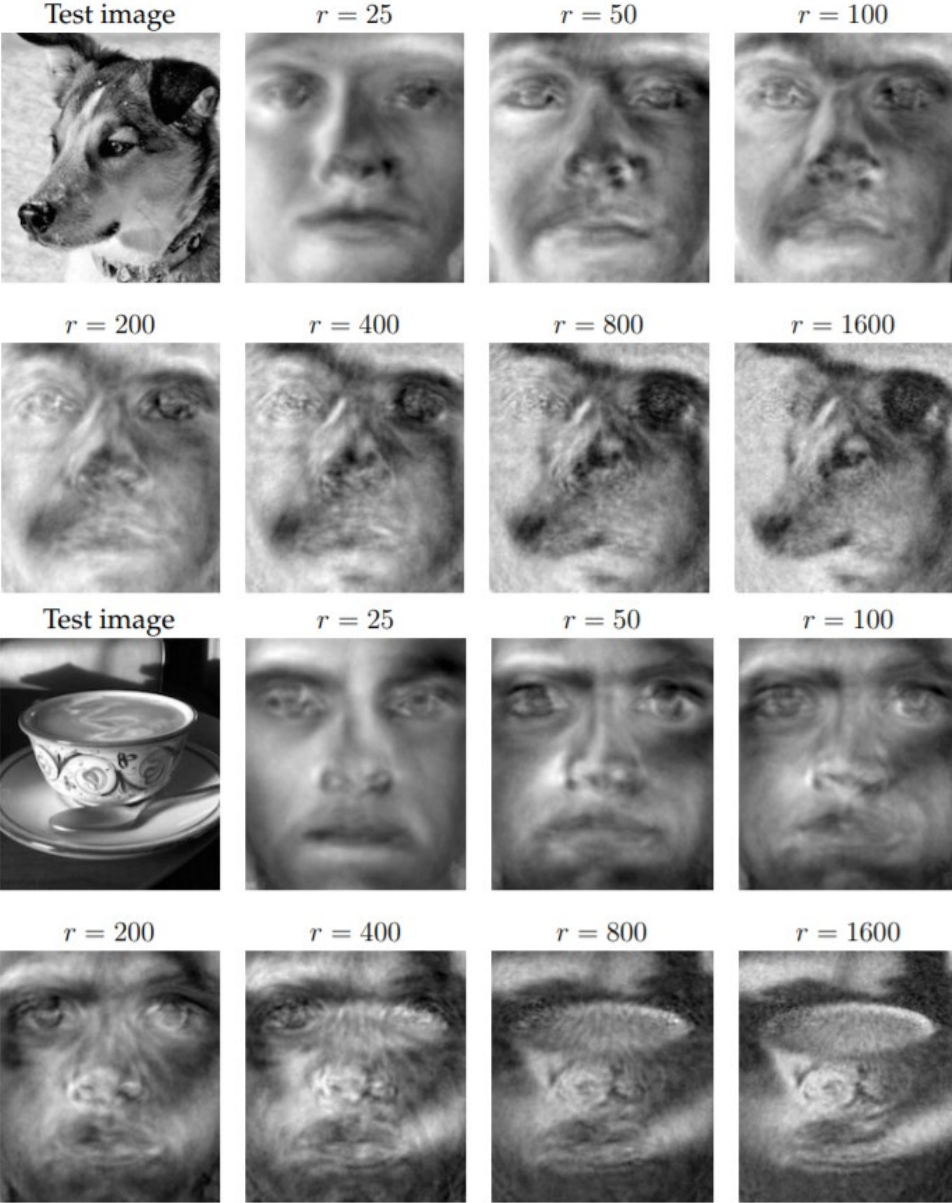 Test image r = 25 r = 50 r = 100
r = 200 r = 400 r = 800 r = 1600
Test image r = 25 r = 50 r = 100
r = 200 r = 400 r = 800 r = 1600